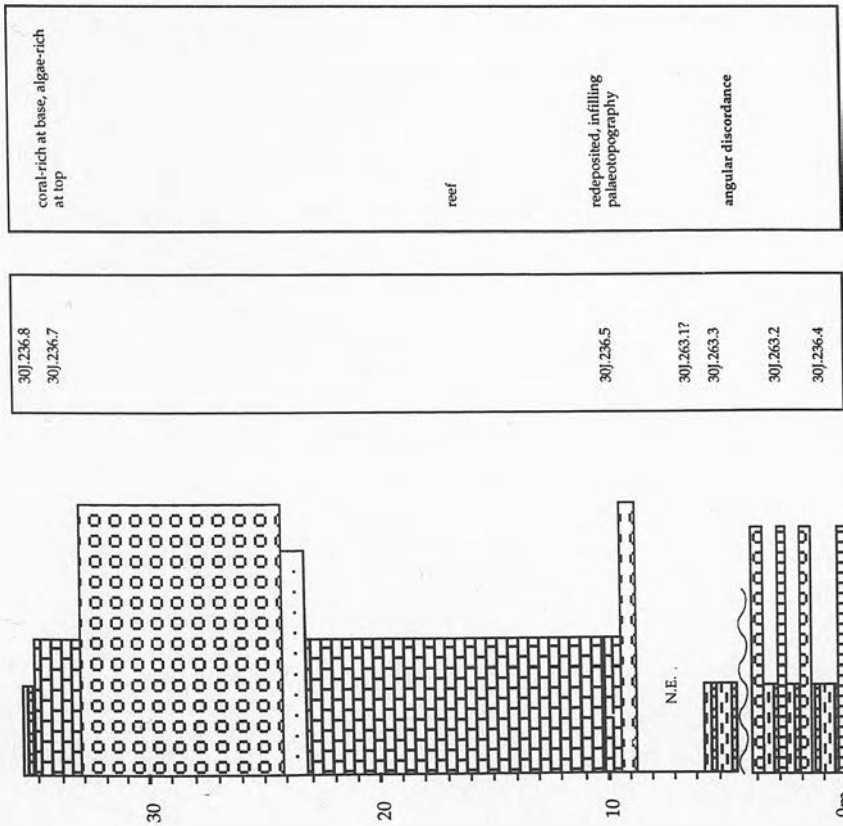 coral-rich at base, algae-rich
at top
reef
redeposited, infilling
palaeotopography
angular discordance
30J.236.8
30J.236.7
30J.236.5
30J.263.1?
30J.263.3
30J.263.2
30J.236.4
N.E.
30
20
10
0m